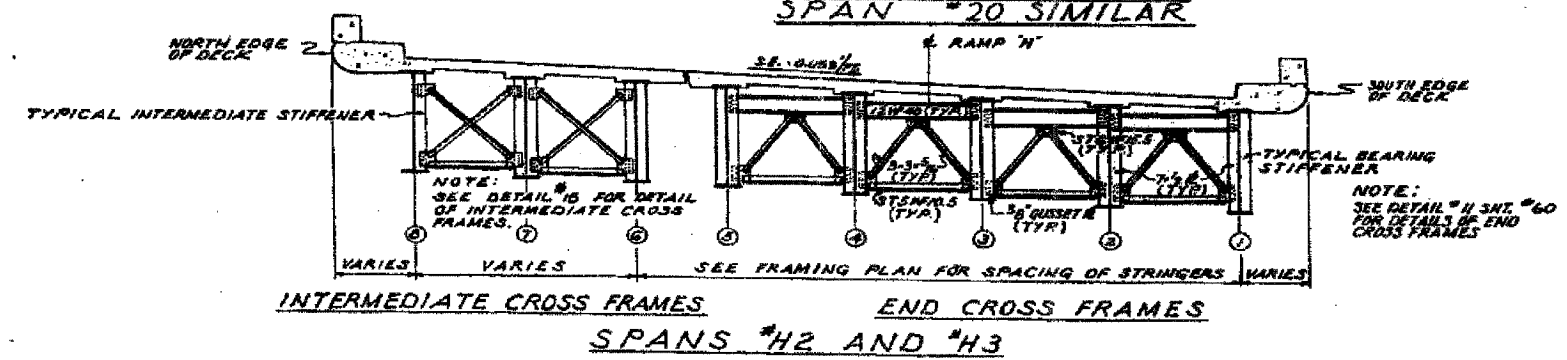 SPAN #20 SIMILAR
NORTH EDGE
OF DECK
℄ RAMP "H"
SOUTH EDGE
OF DECK
TYPICAL INTERMEDIATE STIFFENER
(TYP.)
(TYP.)
TYPICAL BEARING
STIFFENER
NOTE:
SEE DETAIL #18 FOR DETAIL
OF INTERMEDIATE CROSS
FRAMES.
(TYP.)
(TYP.)
GUSSET ℄
(TYP.)
(TYP.)
NOTE:
SEE DETAIL #11 SHT. #60
FOR DETAILS OF END
CROSS FRAMES
8 7 6 5 4 3 2 1
VARIES VARIES SEE FRAMING PLAN FOR SPACING OF STRINGERS VARIES
INTERMEDIATE CROSS FRAMES END CROSS FRAMES
SPANS #H2 AND #H3